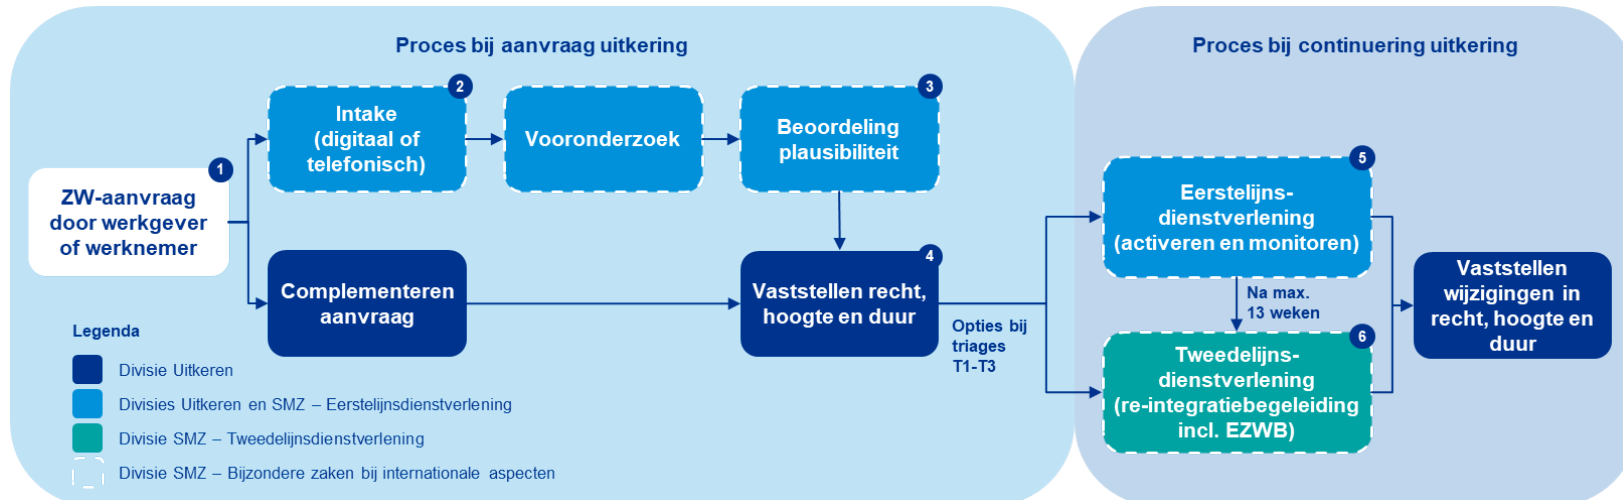 Proces bij aanvraag uitkering
Proces bij continuering uitkering
1
ZW-aanvraag
door werkgever
of werknemer
2
Intake
(digitaal of
telefonisch)
Vooronderzoek
3
Beoordeling
plausibiliteit
Complementeren
aanvraag
4
Vaststellen recht,
hoogte en duur
Opties bij
triages
T1-T3
5
Eerstelijns-
dienstverlening
(activeren en monitoren)
Na max.
13 weken
6
Tweedelijns-
dienstverlening
(re-integratiebegeleiding
incl. EZWB)
Vaststellen
wijzigingen in
recht, hoogte en
duur
Legenda
Divisie Uitkeren
Divisies Uitkeren en SMZ – Eerstelijnsdienstverlening
Divisie SMZ – Tweedelijnsdienstverlening
Divisie SMZ – Bijzondere zaken bij internationale aspecten